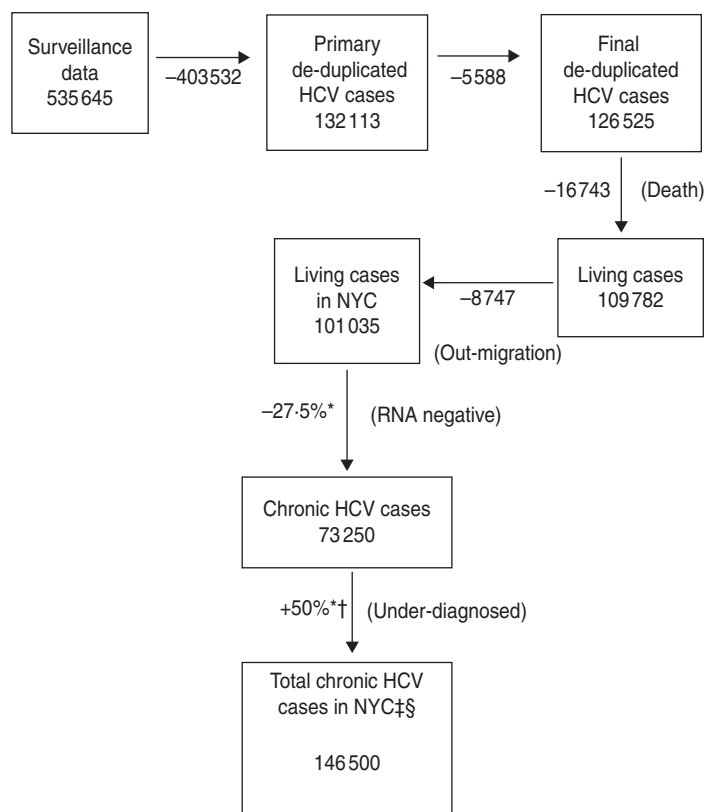 Surveillance
data
535645
–403532
Primary
de-duplicated
HCV cases
132113
–5588
Final
de-duplicated
HCV cases
126525
–16743
(Death)
Living cases
109782
–8747
(Out-migration)
Living cases
in NYC
101035
–27·5%*
(RNA negative)
Chronic HCV cases
73250
+50%*†
(Under-diagnosed)
Total chronic HCV
cases in NYC‡§
146500